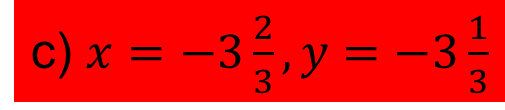 c) x = −3 2/3, y = −3 1/3